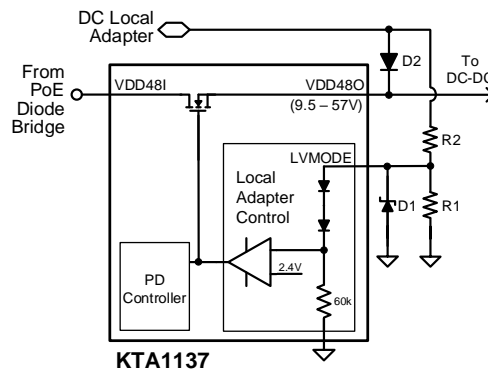 DC Local
Adapter
From
PoE
Diode
Bridge
VDD48I
VDD48O
(9.5 – 57V)
D2
To
DC-DC
R2
LVMODE
Local
Adapter
Control
D1
R1
2.4V
PD
Controller
60k
KTA1137